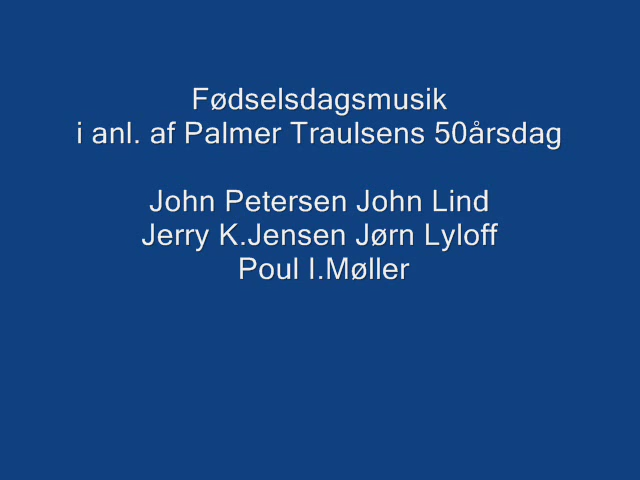 Fødselsdagsmusik
i anl. af Palmer Traulsens 50årsdag
John Petersen John Lind
Jerry K.Jensen Jørn Lyloff
Poul I.Møller